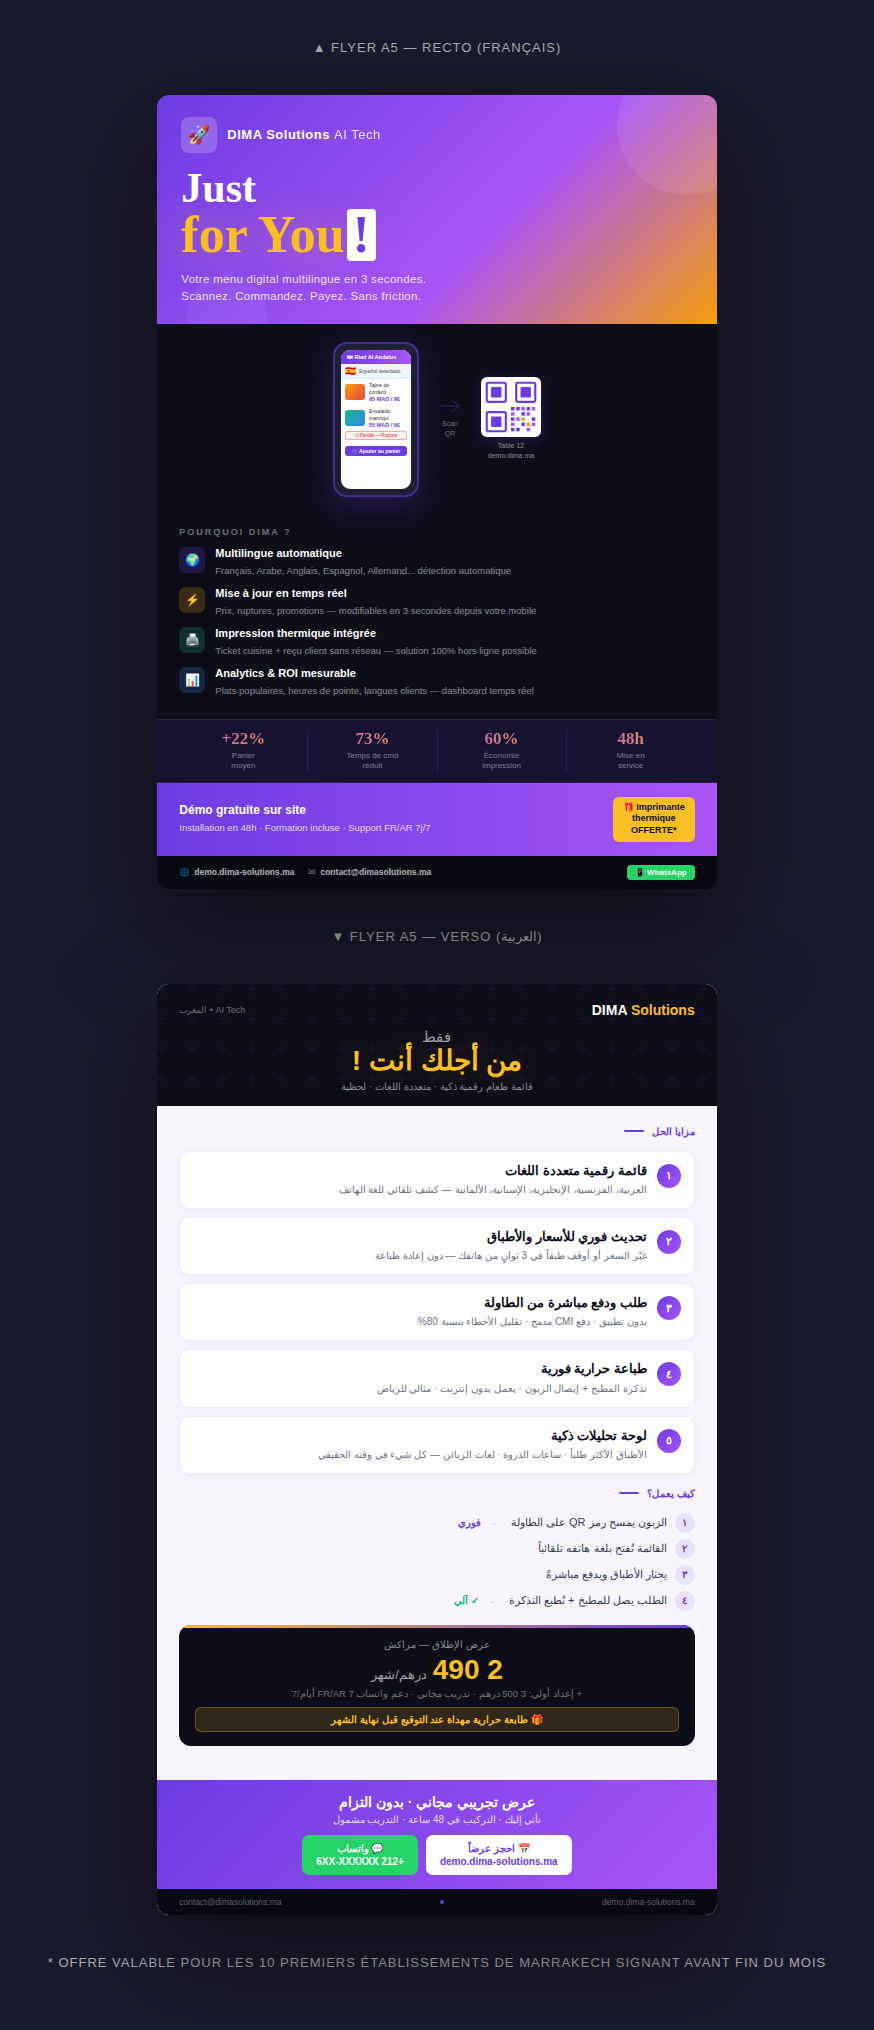 ▲ FLYER A5 — RECTO (FRANÇAIS)
DIMA Solutions AI Tech
Just
for You!
Votre menu digital multilingue en 3 secondes.
Scannez. Commandez. Payez. Sans friction.
🍽 Riad Al Andalus
🇪🇸 Español detectado
Tajine de
cordero
95 MAD / 9€
Ensalada
marroquí
55 MAD / 5€
⚠ Pastilla — Rupture
🛒 Ajouter au panier
Scan
QR
Table 12
demo.dima.ma
POURQUOI DIMA ?
Multilingue automatique
Français, Arabe, Anglais, Espagnol, Allemand... détection automatique
Mise à jour en temps réel
Prix, ruptures, promotions — modifiables en 3 secondes depuis votre mobile
Impression thermique intégrée
Ticket cuisine + reçu client sans réseau — solution 100% hors ligne possible
Analytics & ROI mesurable
Plats populaires, heures de pointe, langues clients — dashboard temps réel
+22%
Panier
moyen
73%
Temps de cmd
réduit
60%
Économie
impression
48h
Mise en
service
Démo gratuite sur site
Installation en 48h · Formation incluse · Support FR/AR 7j/7
🎁 Imprimante
thermique
OFFERTE*
🌐 demo.dima-solutions.ma ✉ contact@dimasolutions.ma
📱 WhatsApp
▼ FLYER A5 — VERSO (العربية)
DIMA Solutions
AI Tech • المغرب
فقط
من أجلك أنت !
قائمة طعام رقمية ذكية · متعددة اللغات · لحظية
مزايا الحل
١
قائمة رقمية متعددة اللغات
العربية، الفرنسية، الإنجليزية، الإسبانية، الألمانية — كشف تلقائي للغة الهاتف
٢
تحديث فوري للأسعار والأطباق
غيّر السعر أو أوقف طبقاً في 3 ثوانٍ من هاتفك — دون إعادة طباعة
٣
طلب ودفع مباشرة من الطاولة
بدون تطبيق · دفع CMI مدمج · تقليل الأخطاء بنسبة 80%
٤
طباعة حرارية فورية
تذكرة المطبخ + إيصال الزبون · يعمل بدون إنترنت · مثالي للرياض
٥
لوحة تحليلات ذكية
الأطباق الأكثر طلباً · ساعات الذروة · لغات الزبائن — كل شيء في وقته الحقيقي
كيف يعمل؟
١ الزبون يمسح رمز QR على الطاولة ← فوري
٢ القائمة تُفتح بلغة هاتفه تلقائياً
٣ يختار الأطباق ويدفع مباشرةً
٤ الطلب يصل للمطبخ + تُطبع التذكرة ← ✓ آلي
عرض الإطلاق — مراكش
2 490 درهم/شهر
+ إعداد أولي: 3 500 درهم · تدريب مجاني · دعم واتساب FR/AR 7 أيام/7
🎁 طابعة حرارية مهداة عند التوقيع قبل نهاية الشهر
عرض تجريبي مجاني · بدون التزام
نأتي إليك · التركيب في 48 ساعة · التدريب مشمول
📅 احجز عرضاً
demo.dima-solutions.ma
💬 واتساب
6XX-XXXXXX 212+
demo.dima-solutions.ma
contact@dimasolutions.ma
* OFFRE VALABLE POUR LES 10 PREMIERS ÉTABLISSEMENTS DE MARRAKECH SIGNANT AVANT FIN DU MOIS